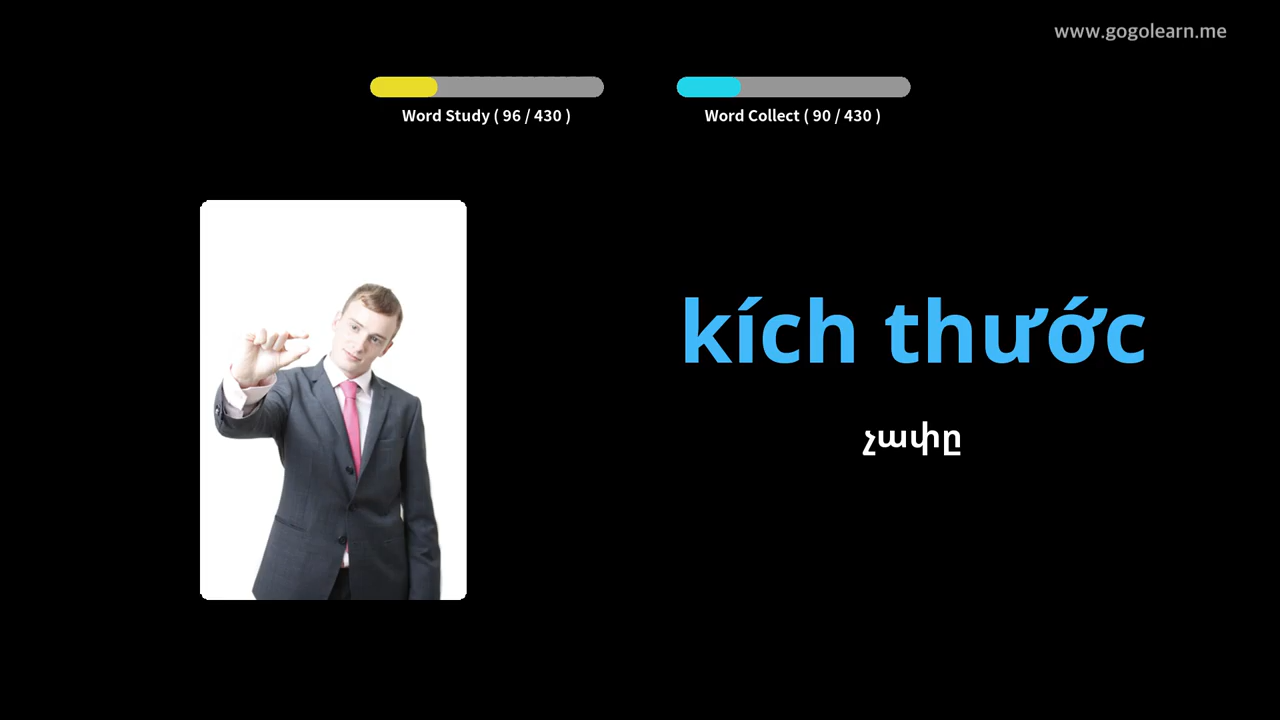 www.gogolearn.me
Word Study ( 96 / 430 )
Word Collect ( 90 / 430 )
kích thước
չափը